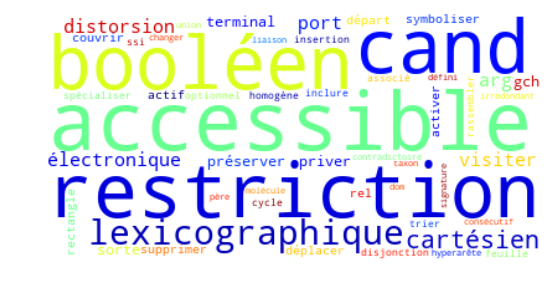 distorsion union terminal port départ symboliser
couvrir ssi changer liaison insertion cand
booléen associé défini arg gch
spécialiser actif optionnel homogène inclure activer rassembler irredondant
accessible
électronique préserver priver contradictoire taxon visiter
restriction
rectangle père molécule cycle rel dom signature consécutif
lexicographique trier cartésien
sorte supprimer déplacer disjonction hyperarête feuille